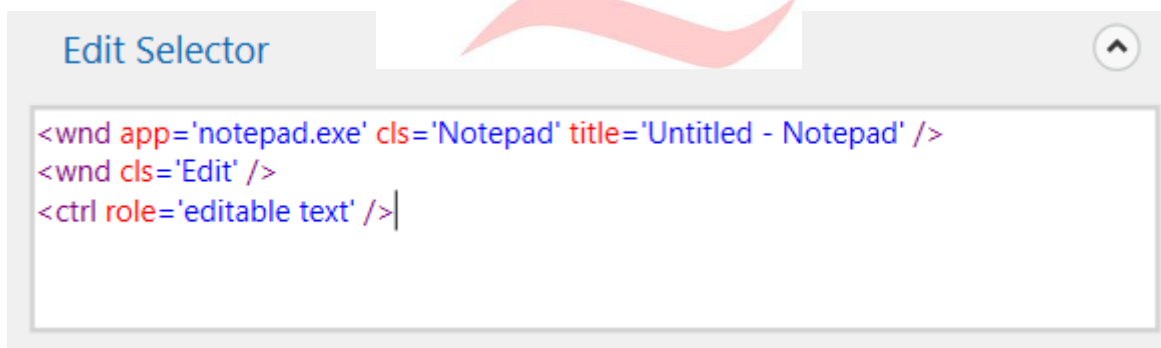 Edit Selector
<wnd app='notepad.exe' cls='Notepad' title='Untitled - Notepad' />
<wnd cls='Edit' />
<ctrl role='editable text' />